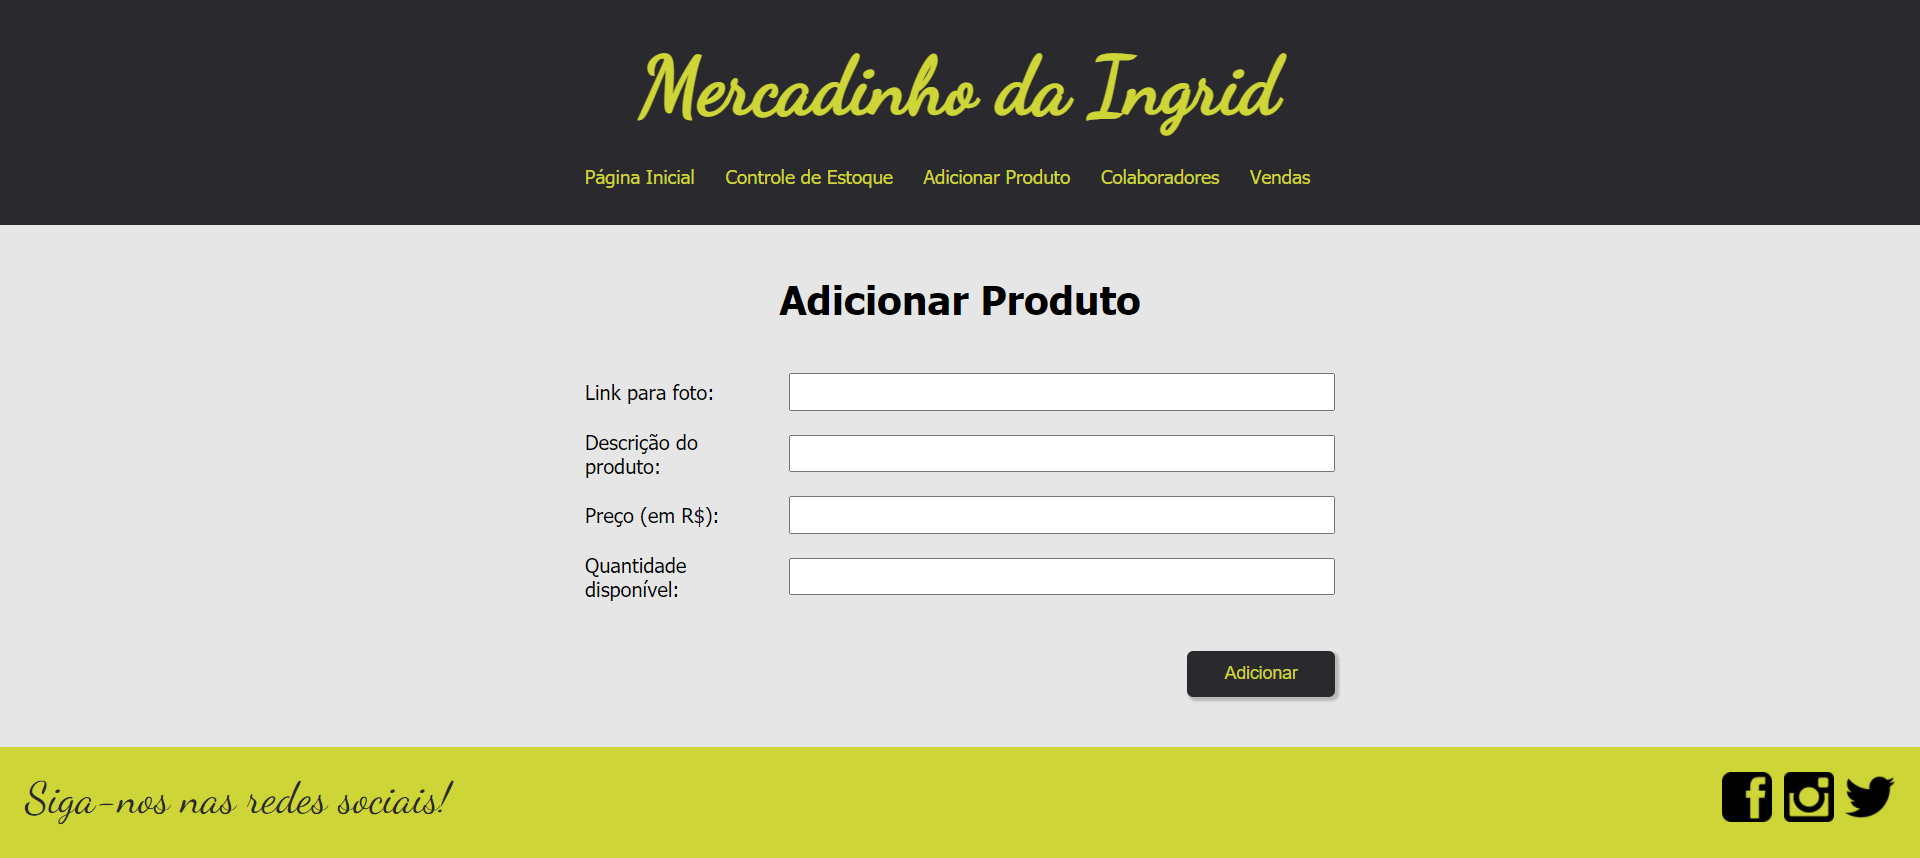 Mercadinho da Ingrid
Página Inicial Controle de Estoque Adicionar Produto Colaboradores Vendas
Adicionar Produto
Link para foto:
Descrição do
produto:
Preço (em R$):
Quantidade
disponível:
Adicionar
Siga-nos nas redes sociais!